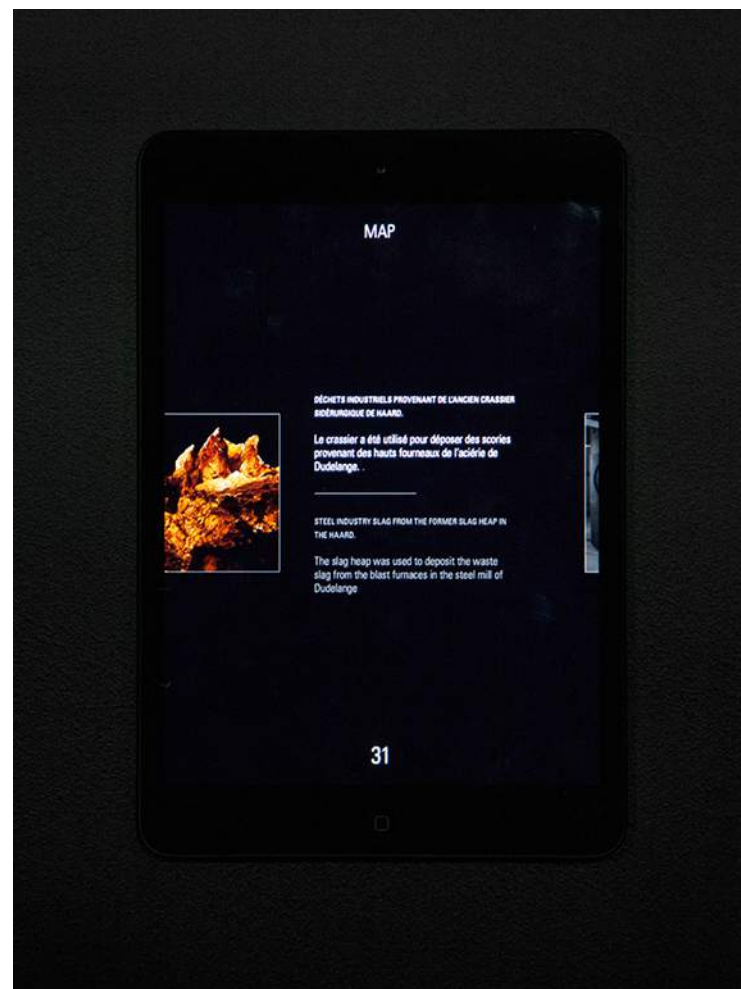 MAP
DÉCHETS INDUSTRIELS PROVENANT DE L'ANCIEN CRASSIER
SIDÉRURGIQUE DE HAARD.
Le crassier a été utilisé pour déposer des scories
provenant des hauts fourneaux de l'aciérie de
Dudelange. .
STEEL INDUSTRY SLAG FROM THE FORMER SLAG HEAP IN
THE HAARD.
The slag heap was used to deposit the waste
slag from the blast furnaces in the steel mill of
Dudelange
31